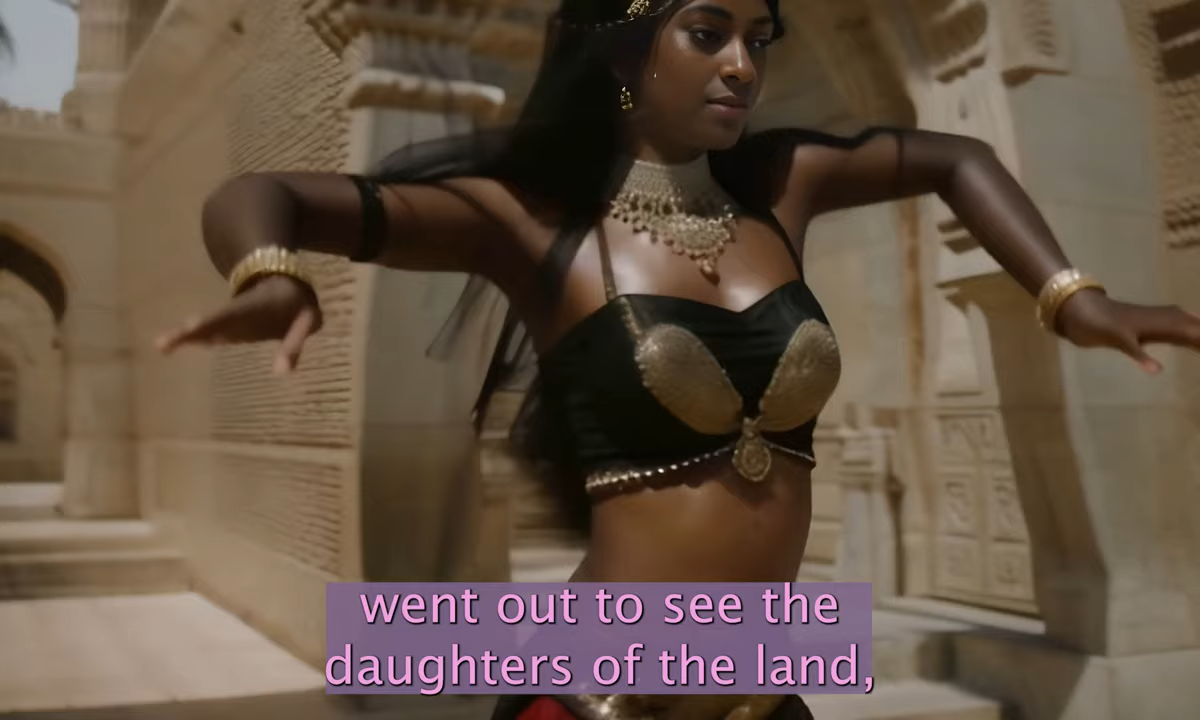 went out to see the
daughters of the land,